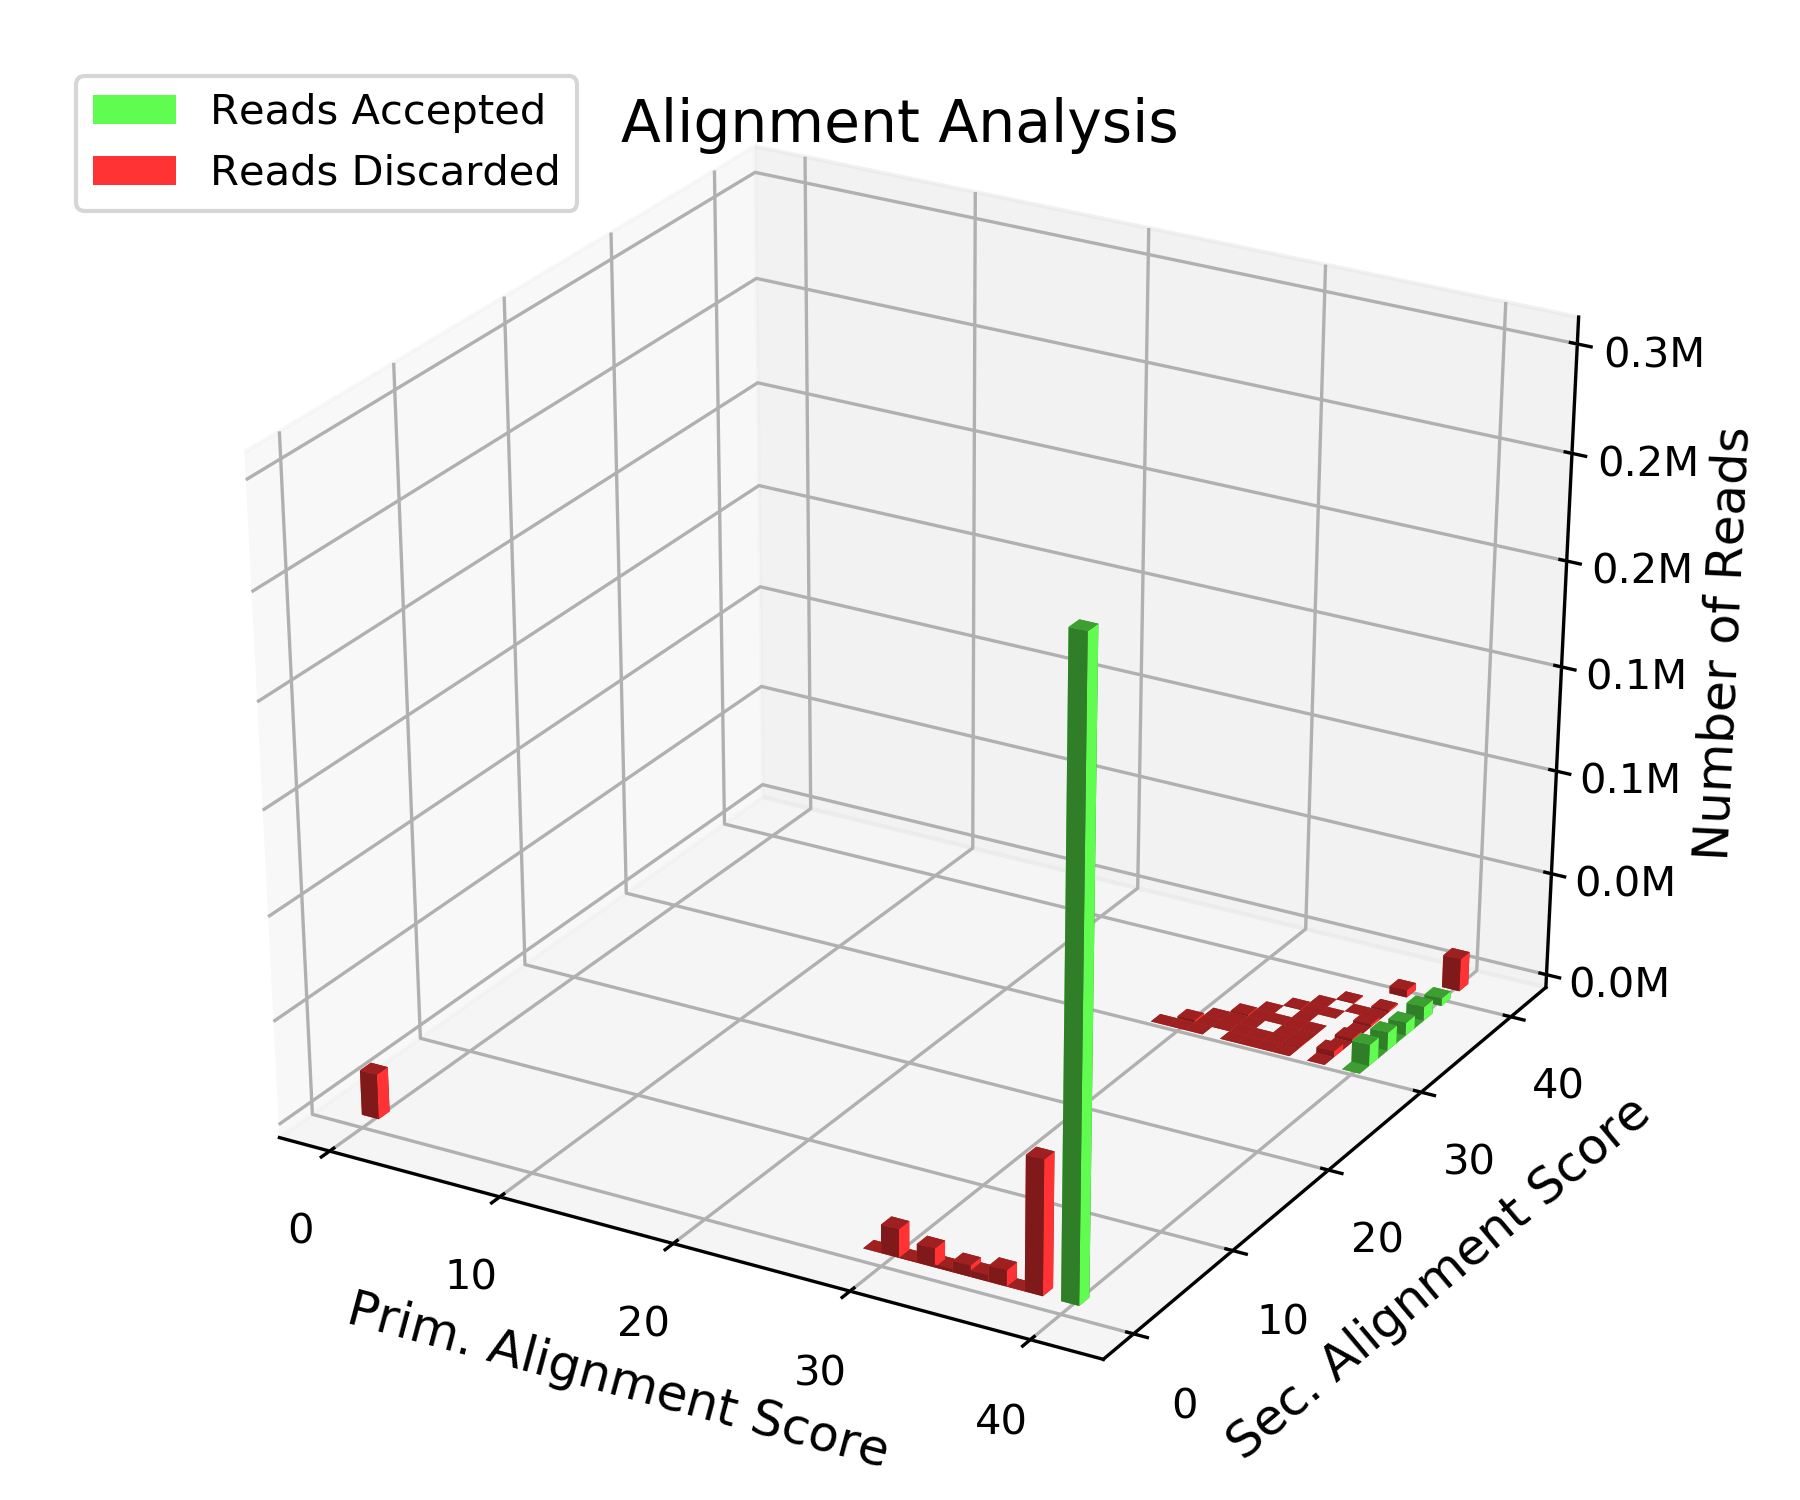 Reads Accepted
Reads Discarded
Alignment Analysis
0.3M
0.2M
0.2M
0.1M
0.1M
0.0M
0.0M
Number of Reads
0
10
20
30
40
Prim. Alignment Score
0
10
20
30
40
Sec. Alignment Score